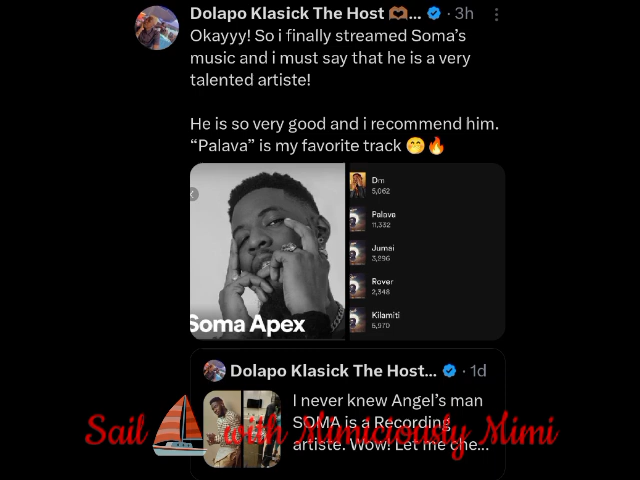 Dolapo Klasick The Host 🫶🏾... · 3h
Okayyy! So i finally streamed Soma's
music and i must say that he is a very
talented artiste!
He is so very good and i recommend him.
"Palava" is my favorite track 🤭🔥
Dm
5,062
Palava
11,332
Jumai
3,296
Rover
2,348
Kilamiti
5,970
Soma Apex
Dolapo Klasick The Host... · 1d
I never knew Angel's man
SOMA is a Recording
artiste. Wow! Let me che...
Sail with Mimiciously Mimi